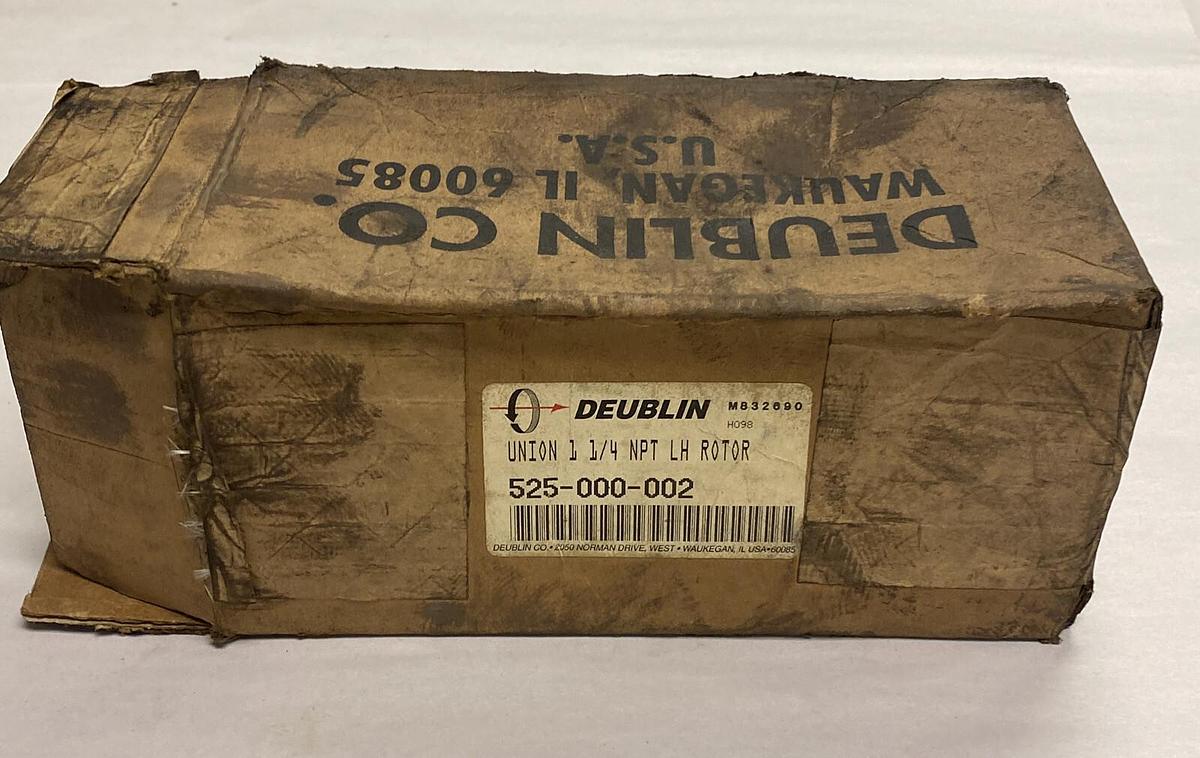 DEUBLIN CO.
WAUKEGAN, IL 60085
U.S.A.
DEUBLIN M832690
H098
UNION 1 1/4 NPT LH ROTOR
525-000-002
DEUBLIN CO.•2050 NORMAN DRIVE, WEST•WAUKEGAN, IL USA•60085